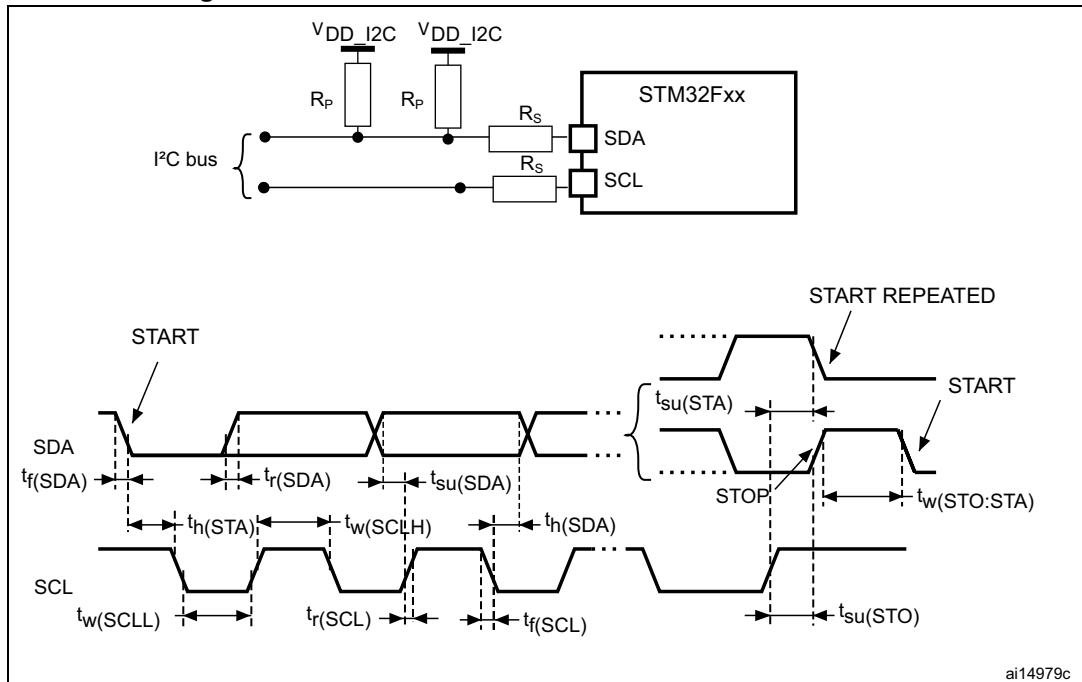 VDD_I2C VDD_I2C
STM32Fxx
RP RP
RS
SDA
I²C bus
RS
SCL
START REPEATED
START
START
tsu(STA)
SDA
tf(SDA) tr(SDA) tsu(SDA)
STOP
tw(STO:STA)
th(STA) tw(SCLH) th(SDA)
SCL
tw(SCLL) tr(SCL) tf(SCL) tsu(STO)
ai14979c